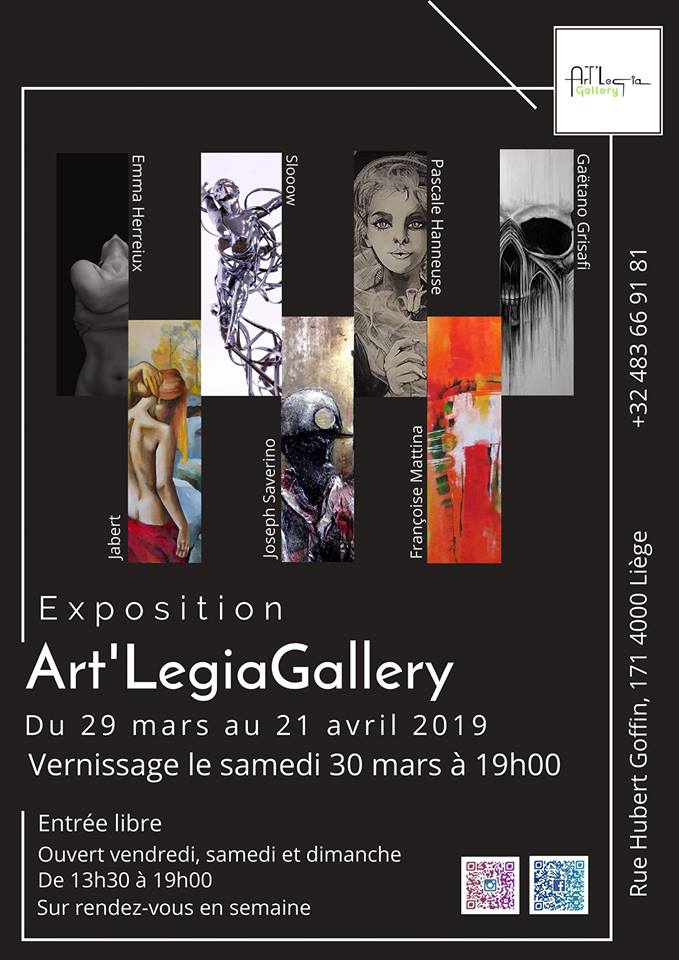 Art'Legia
Gallery
Emma Herreiux
Slooow
Pascale Hanneuse
Gaëtano Grisafi
Jabert
Joseph Saverino
Françoise Mattina
+32 483 66 91 81
Rue Hubert Goffin, 171 4000 Liège
Exposition
Art'LegiaGallery
Du 29 mars au 21 avril 2019
Vernissage le samedi 30 mars à 19h00
Entrée libre
Ouvert vendredi, samedi et dimanche
De 13h30 à 19h00
Sur rendez-vous en semaine